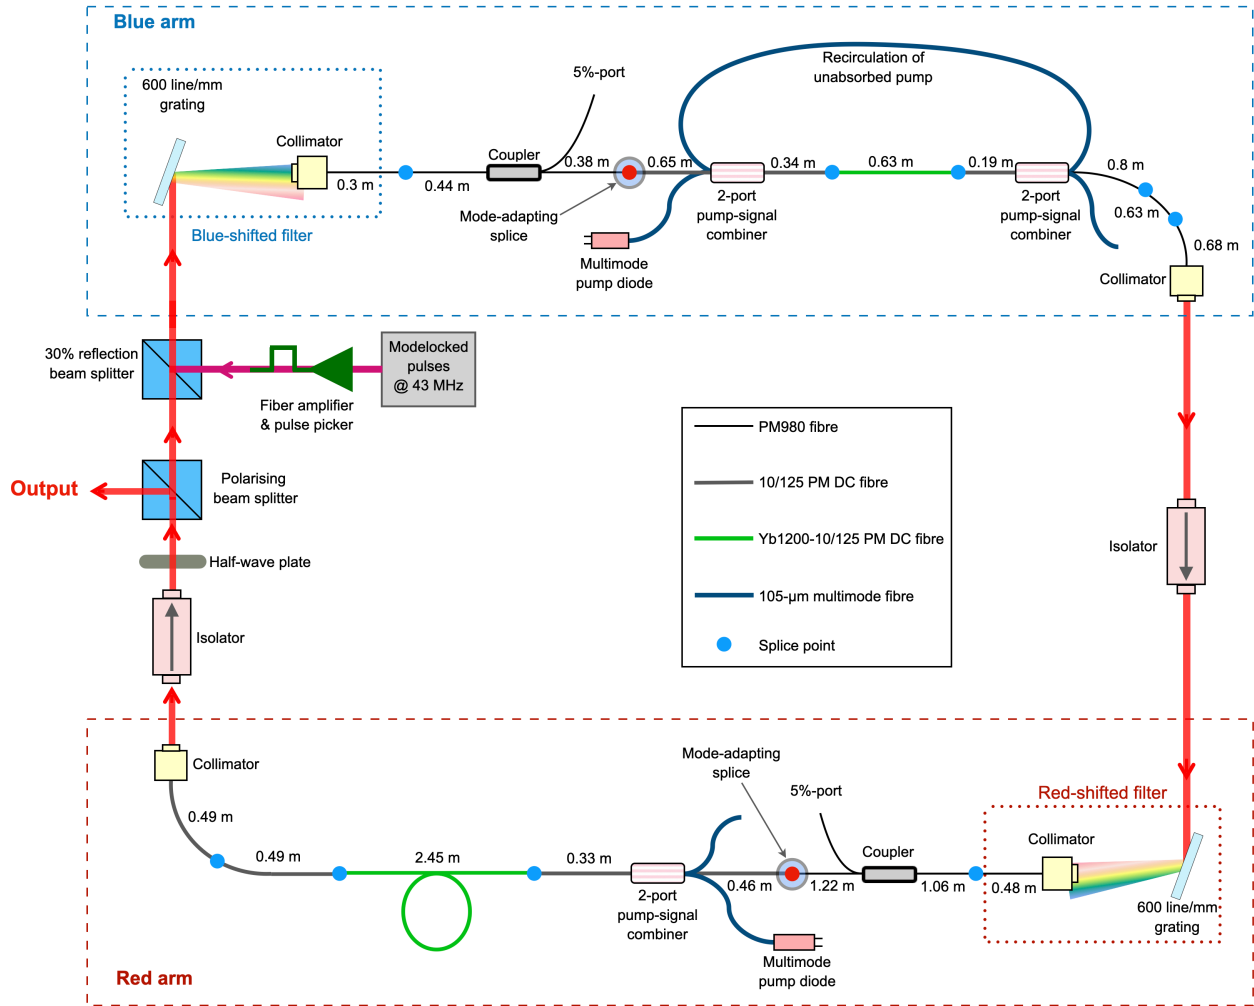 Blue arm
600 line/mm
grating
Collimator
0.3 m
Blue-shifted filter
0.44 m
Coupler
5%-port
0.38 m
Mode-adapting
splice
0.65 m
Multimode
pump diode
2-port
pump-signal
combiner
Recirculation of
unabsorbed pump
0.34 m
0.63 m
0.19 m
2-port
pump-signal
combiner
0.8 m
0.63 m
0.68 m
Collimator
30% reflection
beam splitter
Fiber amplifier
& pulse picker
Modelocked
pulses
@ 43 MHz
Output
Polarising
beam splitter
Half-wave plate
Isolator
PM980 fibre
10/125 PM DC fibre
Yb1200-10/125 PM DC fibre
105-µm multimode fibre
Splice point
Isolator
Collimator
0.49 m
0.49 m
2.45 m
0.33 m
2-port
pump-signal
combiner
0.46 m
Mode-adapting
splice
Multimode
pump diode
1.22 m
5%-port
Coupler
1.06 m
Red-shifted filter
Collimator
0.48 m
600 line/mm
grating
Red arm